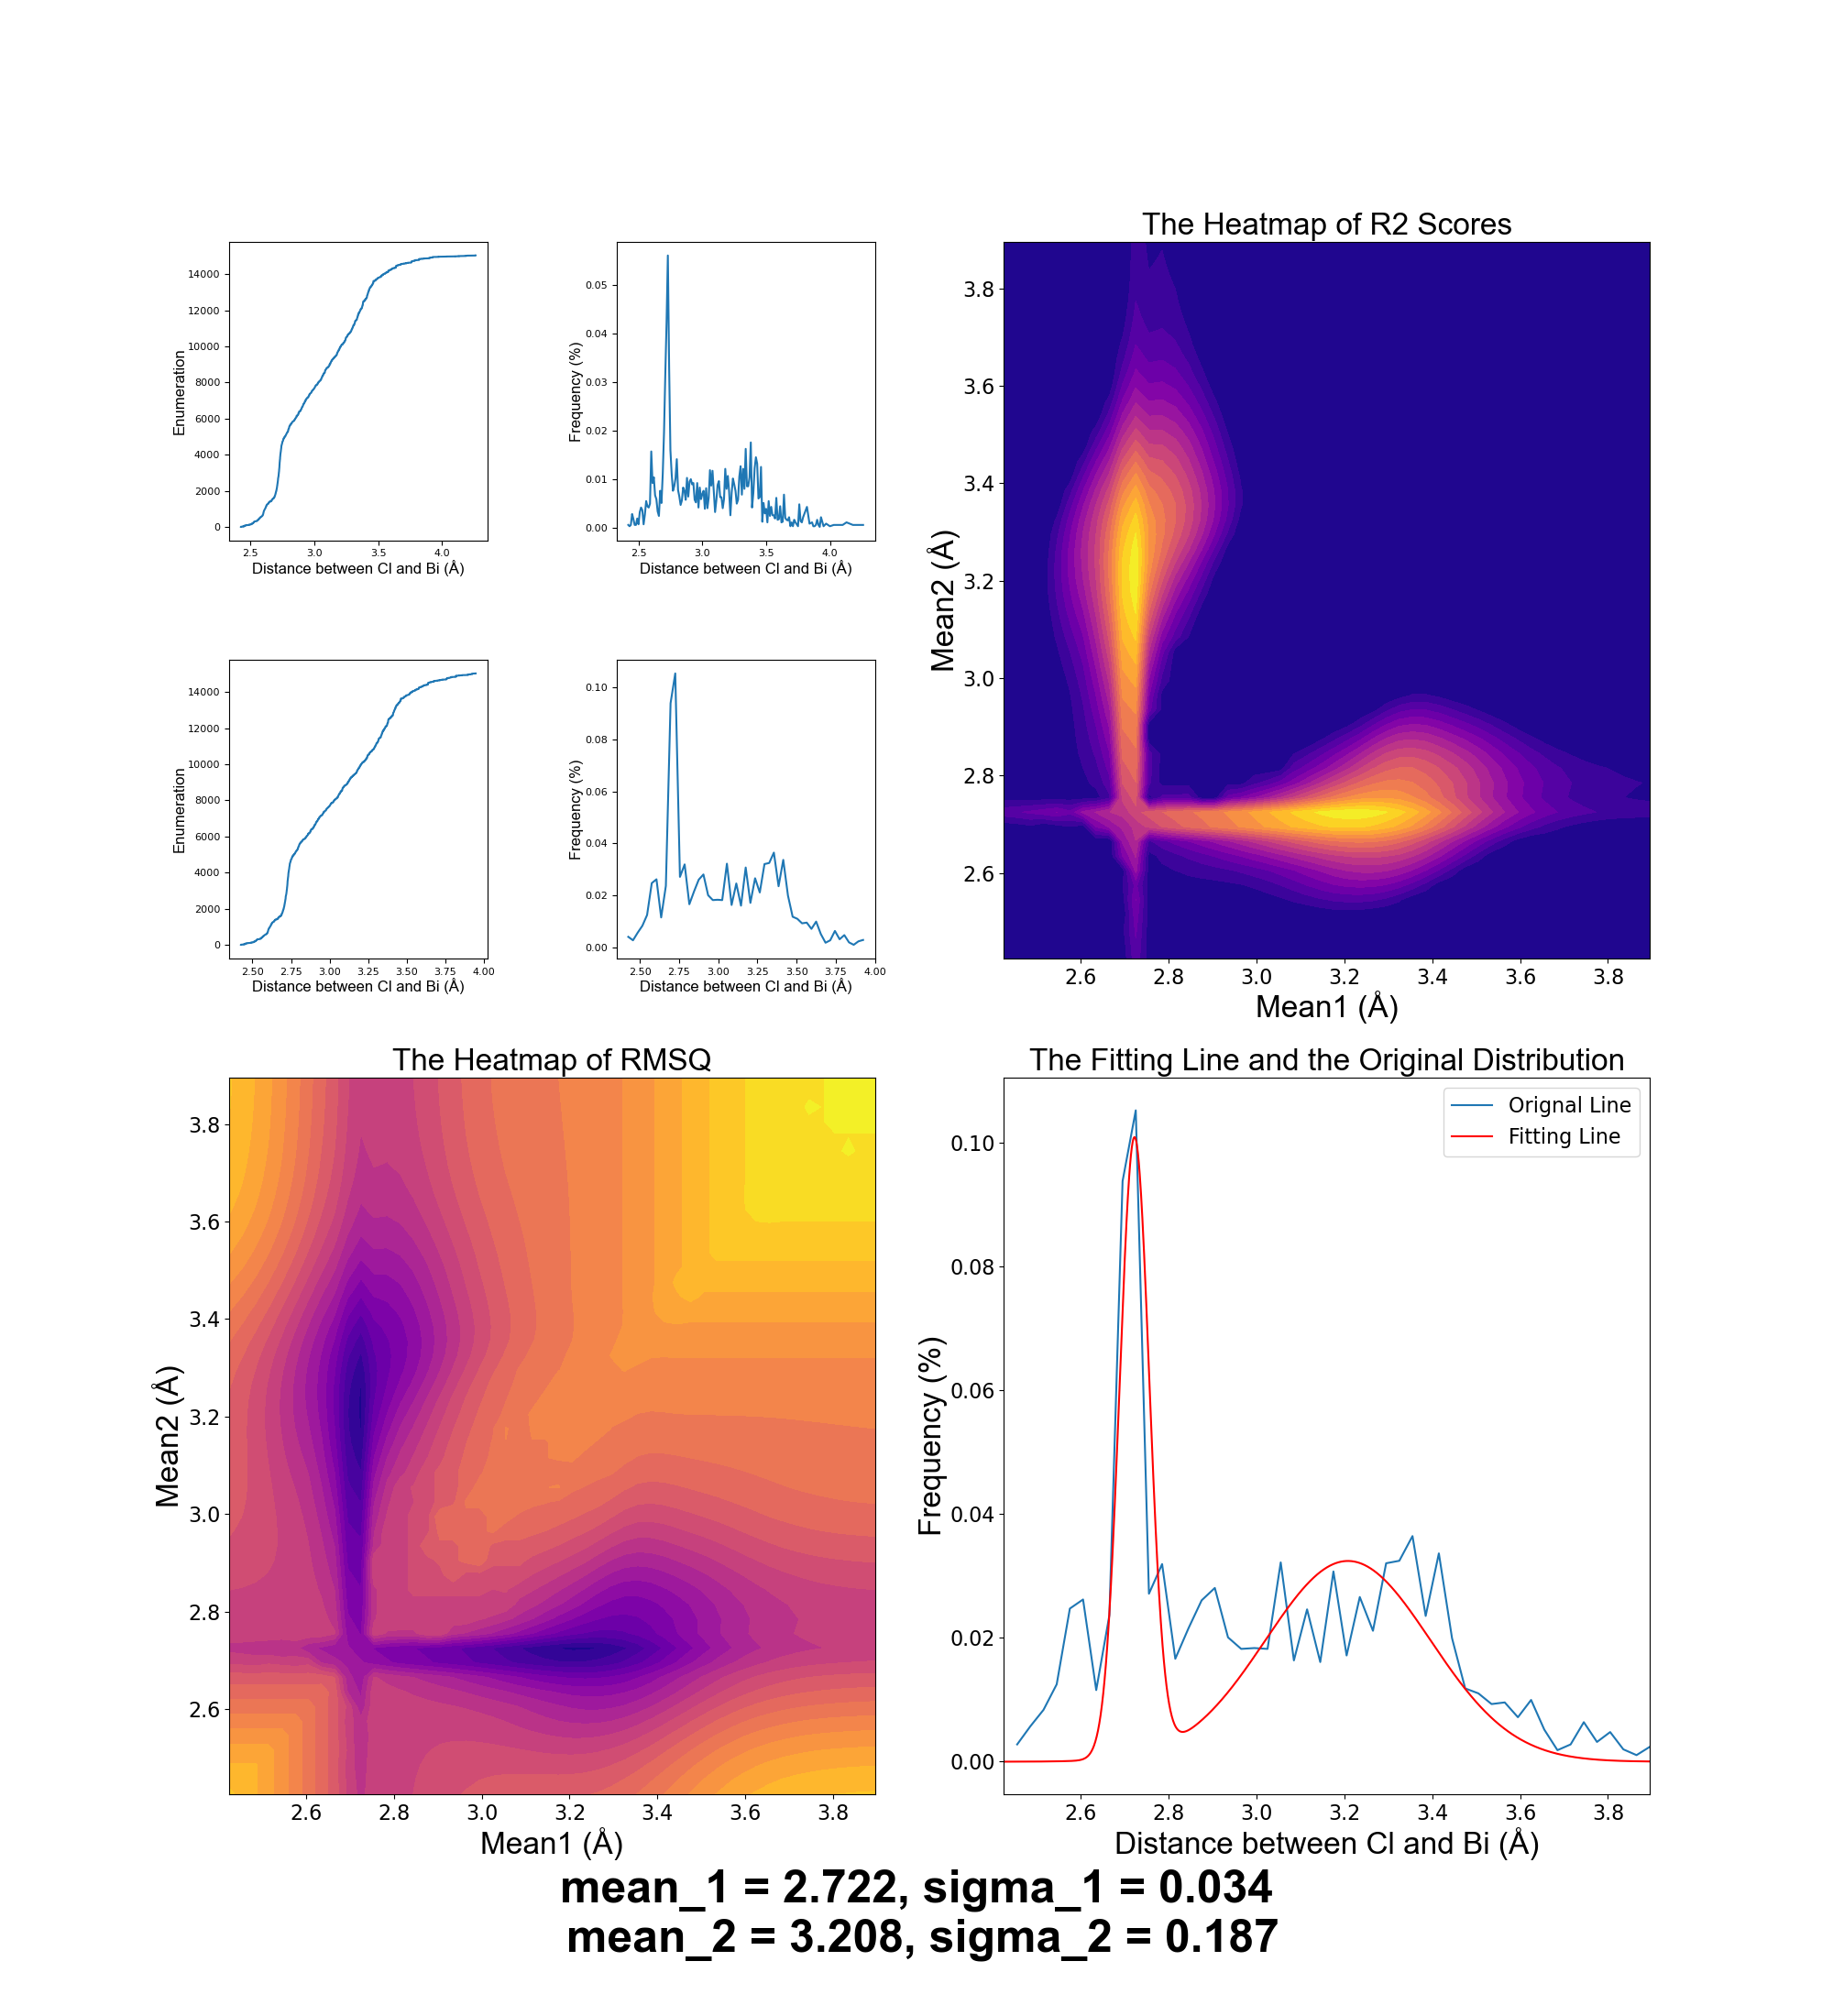 14000
12000
10000
8000
6000
4000
2000
0
Enumeration
2.5 3.0 3.5 4.0
Distance between Cl and Bi (Å)
0.05
0.04
0.03
0.02
0.01
0.00
Frequency (%)
2.5 3.0 3.5 4.0
Distance between Cl and Bi (Å)
The Heatmap of R2 Scores
3.8
3.6
3.4
3.2
3.0
2.8
2.6
Mean2 (Å)
2.6 2.8 3.0 3.2 3.4 3.6 3.8
Mean1 (Å)
14000
12000
10000
8000
6000
4000
2000
0
Enumeration
2.50 2.75 3.00 3.25 3.50 3.75 4.00
Distance between Cl and Bi (Å)
0.10
0.08
0.06
0.04
0.02
0.00
Frequency (%)
2.50 2.75 3.00 3.25 3.50 3.75 4.00
Distance between Cl and Bi (Å)
The Heatmap of RMSQ
3.8
3.6
3.4
3.2
3.0
2.8
2.6
Mean2 (Å)
2.6 2.8 3.0 3.2 3.4 3.6 3.8
Mean1 (Å)
The Fitting Line and the Original Distribution
Orignal Line
Fitting Line
0.10
0.08
0.06
0.04
0.02
0.00
Frequency (%)
2.6 2.8 3.0 3.2 3.4 3.6 3.8
Distance between Cl and Bi (Å)
mean_1 = 2.722, sigma_1 = 0.034
mean_2 = 3.208, sigma_2 = 0.187